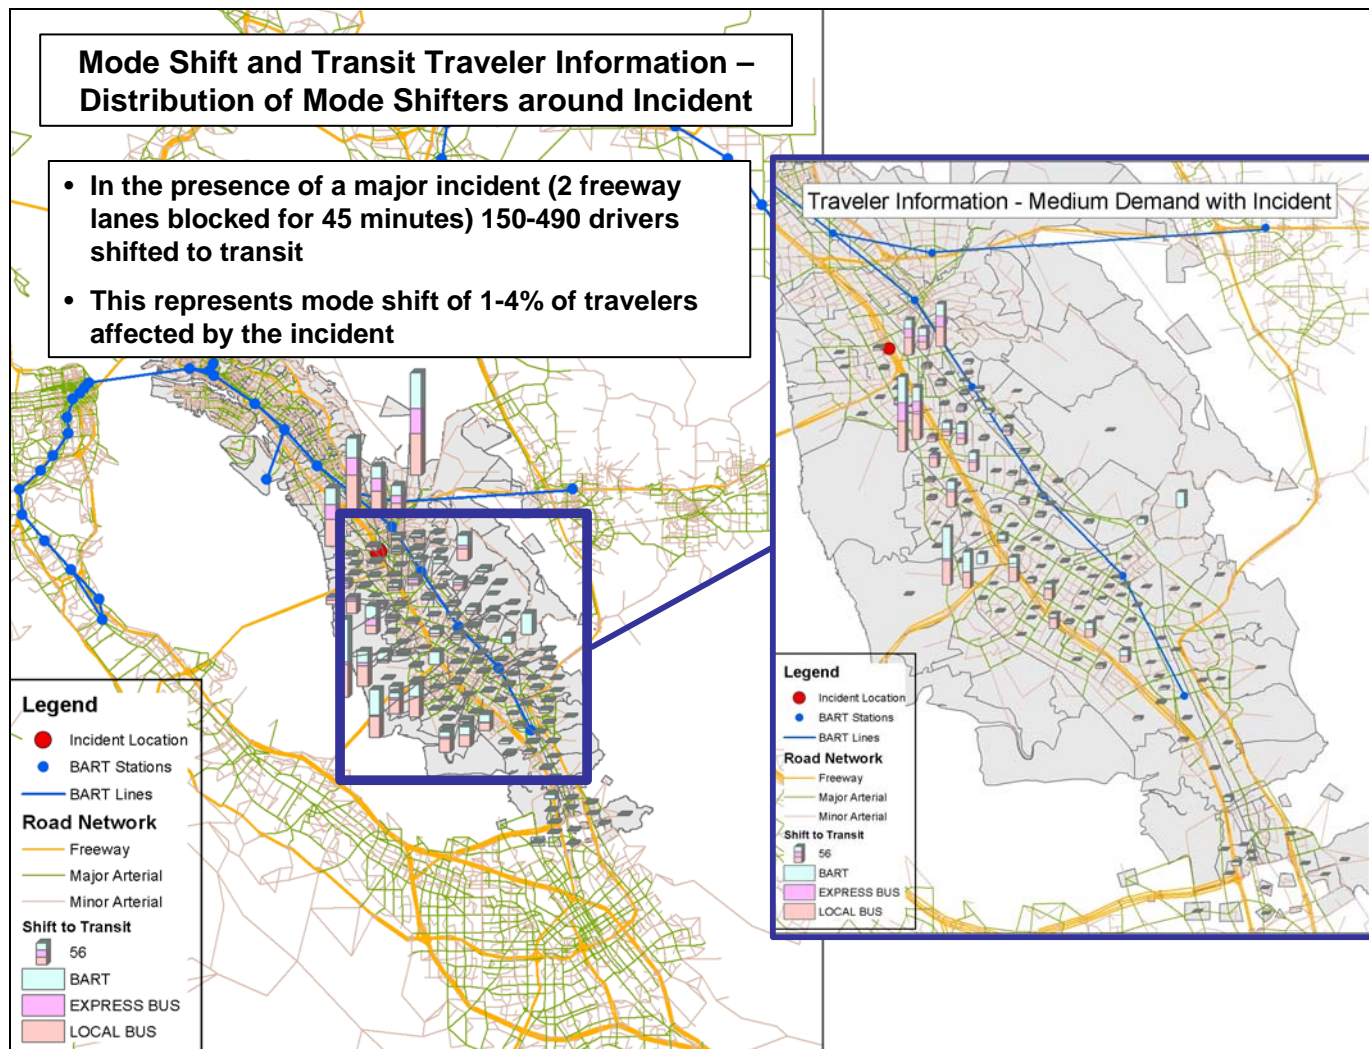 Mode Shift and Transit Traveler Information –
Distribution of Mode Shifters around Incident
• In the presence of a major incident (2 freeway
lanes blocked for 45 minutes) 150-490 drivers
shifted to transit
• This represents mode shift of 1-4% of travelers
affected by the incident
Traveler Information - Medium Demand with Incident
Legend
Incident Location
BART Stations
BART Lines
Road Network
Freeway
Major Arterial
Minor Arterial
Shift to Transit
56
BART
EXPRESS BUS
LOCAL BUS
Legend
Incident Location
BART Stations
BART Lines
Road Network
Freeway
Major Arterial
Minor Arterial
Shift to Transit
56
BART
EXPRESS BUS
LOCAL BUS